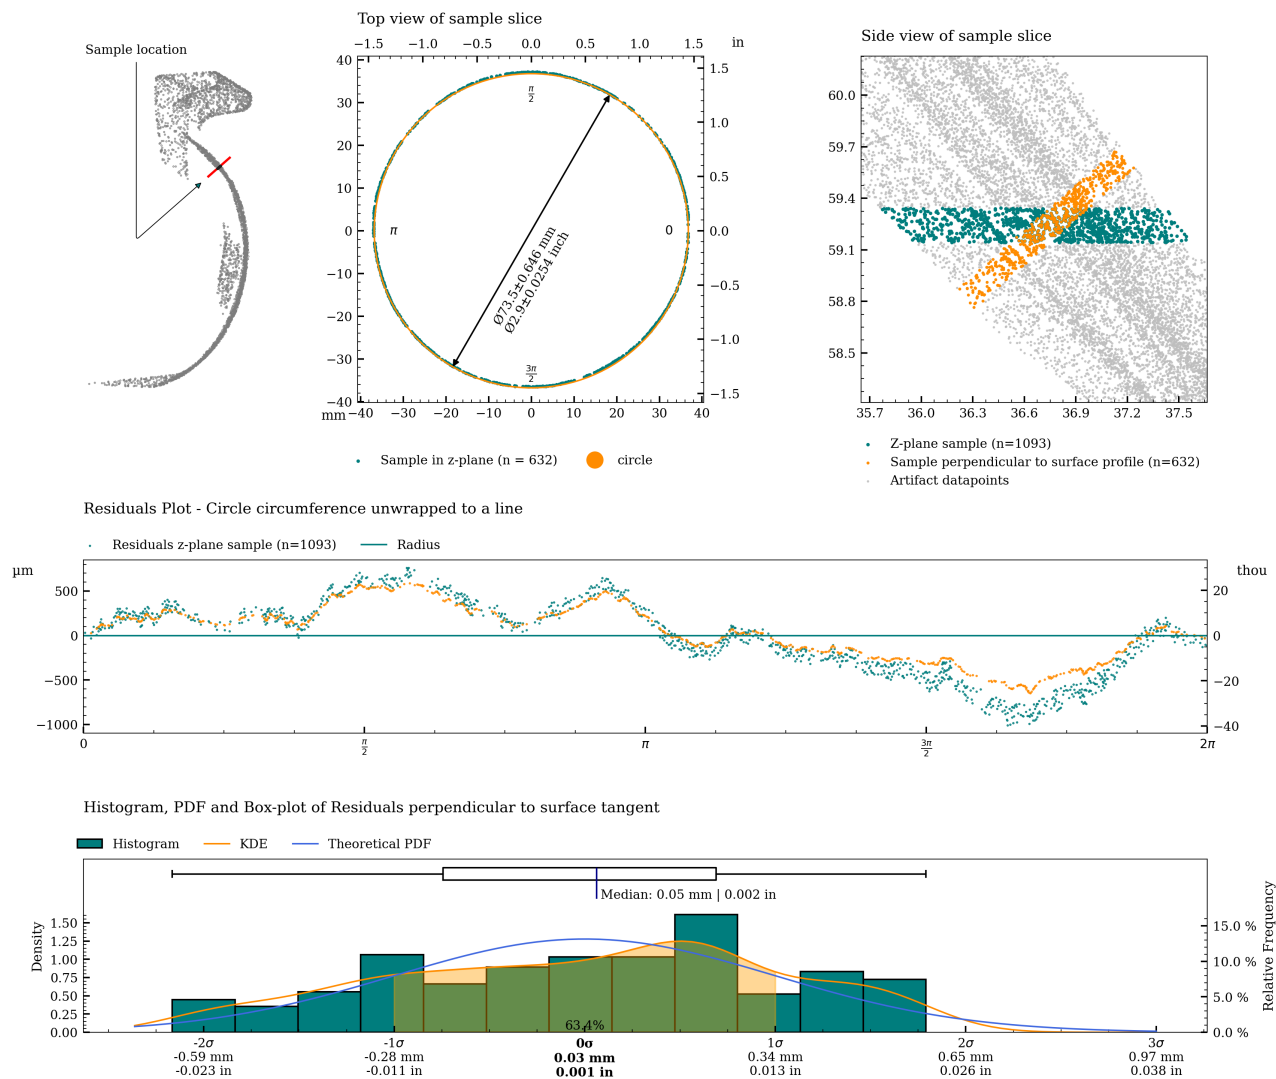 Sample location
Top view of sample slice
−1.5 −1.0 −0.5 0.0 0.5 1.0 1.5 in
40
30
20
10
0
−10
−20
−30
−40
1.5
1.0
0.5
0.0
−0.5
−1.0
−1.5
π/2
π
0
3π/2
Ø73.5±0.646 mm
Ø2.9±0.0254 inch
mm −40 −30 −20 −10 0 10 20 30 40
Sample in z-plane (n = 632) circle
Side view of sample slice
60.0
59.7
59.4
59.1
58.8
58.5
35.7 36.0 36.3 36.6 36.9 37.2 37.5
Z-plane sample (n=1093)
Sample perpendicular to surface profile (n=632)
Artifact datapoints
Residuals Plot - Circle circumference unwrapped to a line
Residuals z-plane sample (n=1093) Radius
µm
500
0
−500
−1000
thou
20
0
−20
−40
0 π/2 π 3π/2 2π
Histogram, PDF and Box-plot of Residuals perpendicular to surface tangent
Histogram KDE Theoretical PDF
Median: 0.05 mm | 0.002 in
Density
1.50
1.25
1.00
0.75
0.50
0.25
0.00
Relative Frequency
15.0 %
10.0 %
5.0 %
0.0 %
63.4%
-2σ -1σ 0σ 1σ 2σ 3σ
-0.59 mm -0.28 mm 0.03 mm 0.34 mm 0.65 mm 0.97 mm
-0.023 in -0.011 in 0.001 in 0.013 in 0.026 in 0.038 in